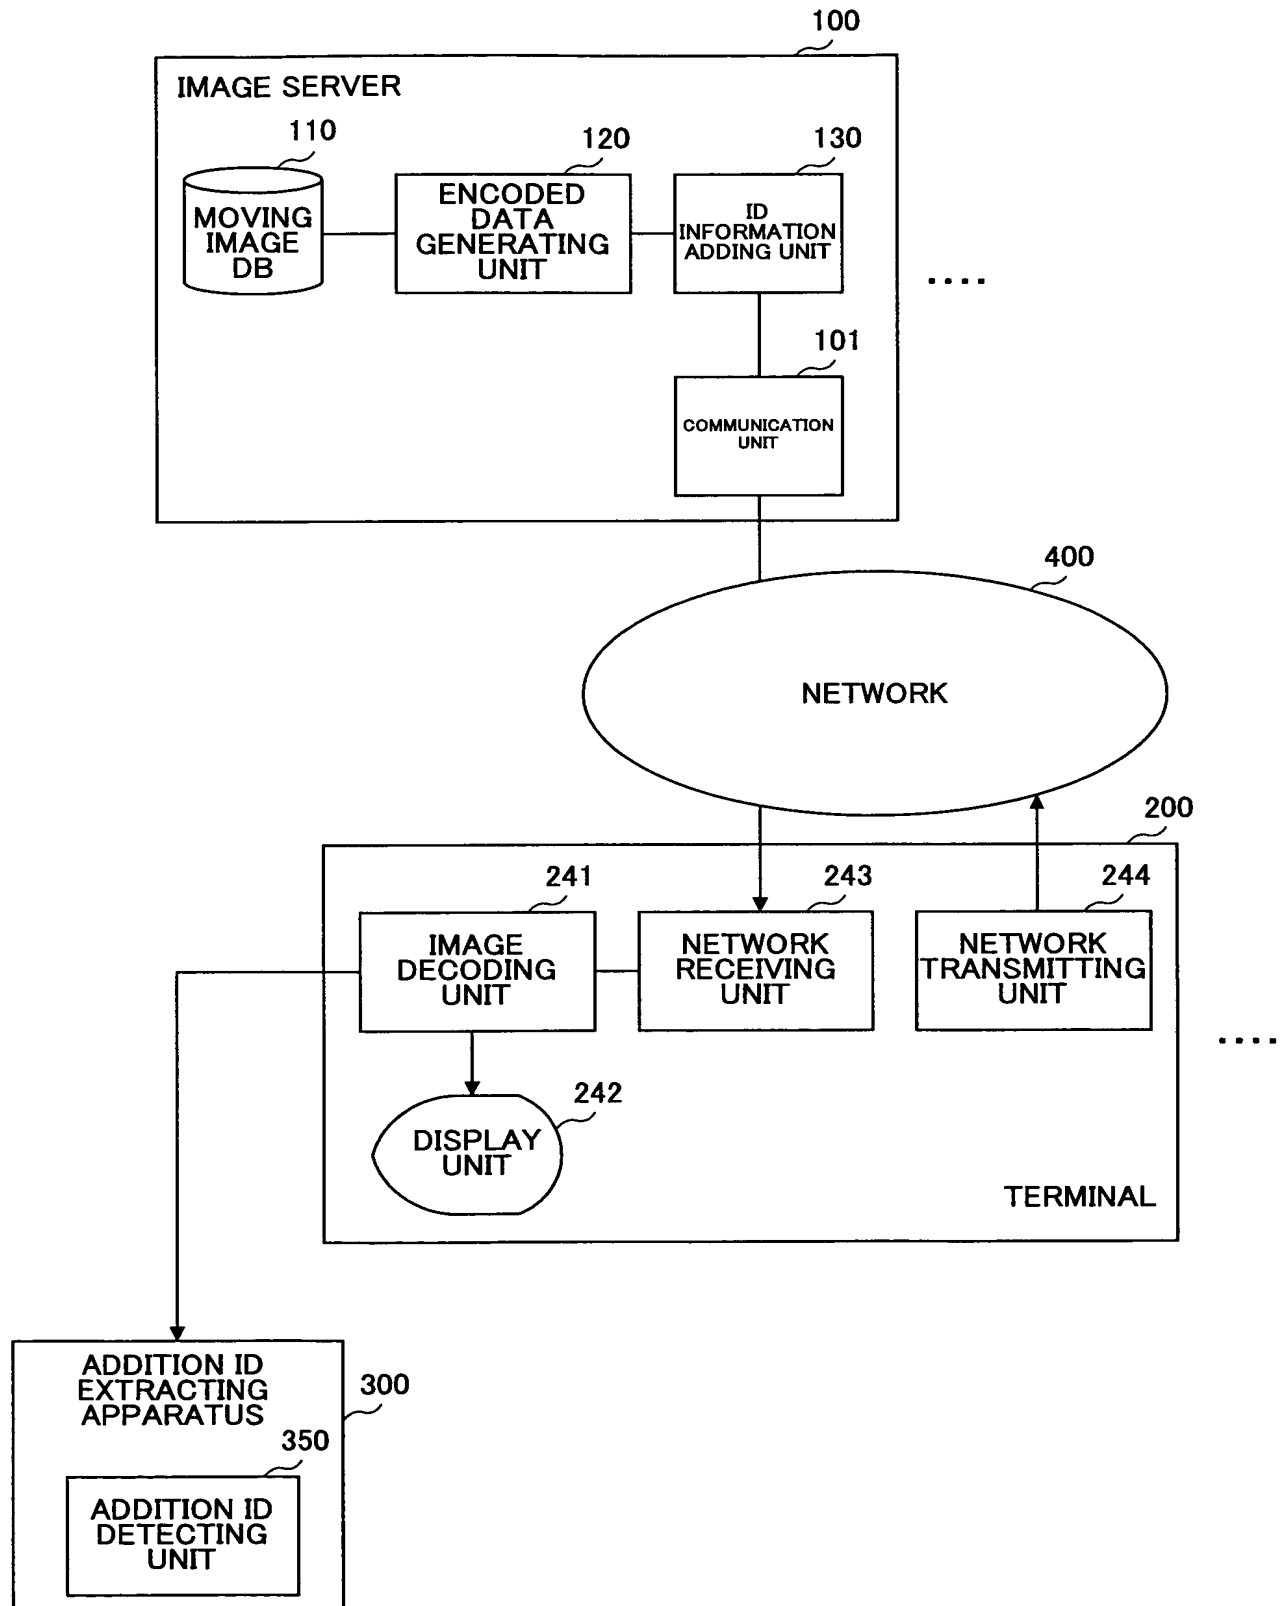 100
IMAGE SERVER
110
120
130
MOVING
IMAGE
DB
ENCODED
DATA
GENERATING
UNIT
ID
INFORMATION
ADDING UNIT
....
101
COMMUNICATION
UNIT
400
NETWORK
200
241
243
244
IMAGE
DECODING
UNIT
NETWORK
RECEIVING
UNIT
NETWORK
TRANSMITTING
UNIT
....
242
DISPLAY
UNIT
TERMINAL
ADDITION ID
EXTRACTING
APPARATUS
300
350
ADDITION ID
DETECTING
UNIT